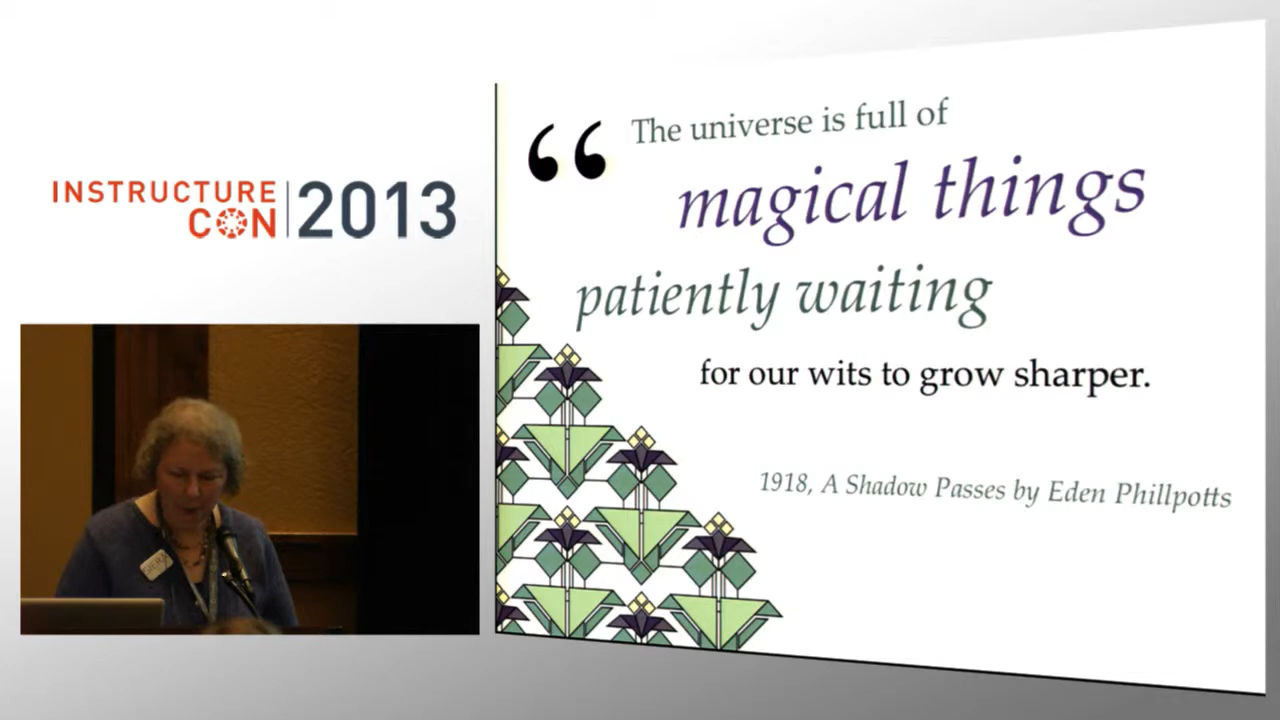 INSTRUCTURE
CON 2013
“ The universe is full of
magical things
patiently waiting
for our wits to grow sharper.
1918, A Shadow Passes by Eden Phillpotts